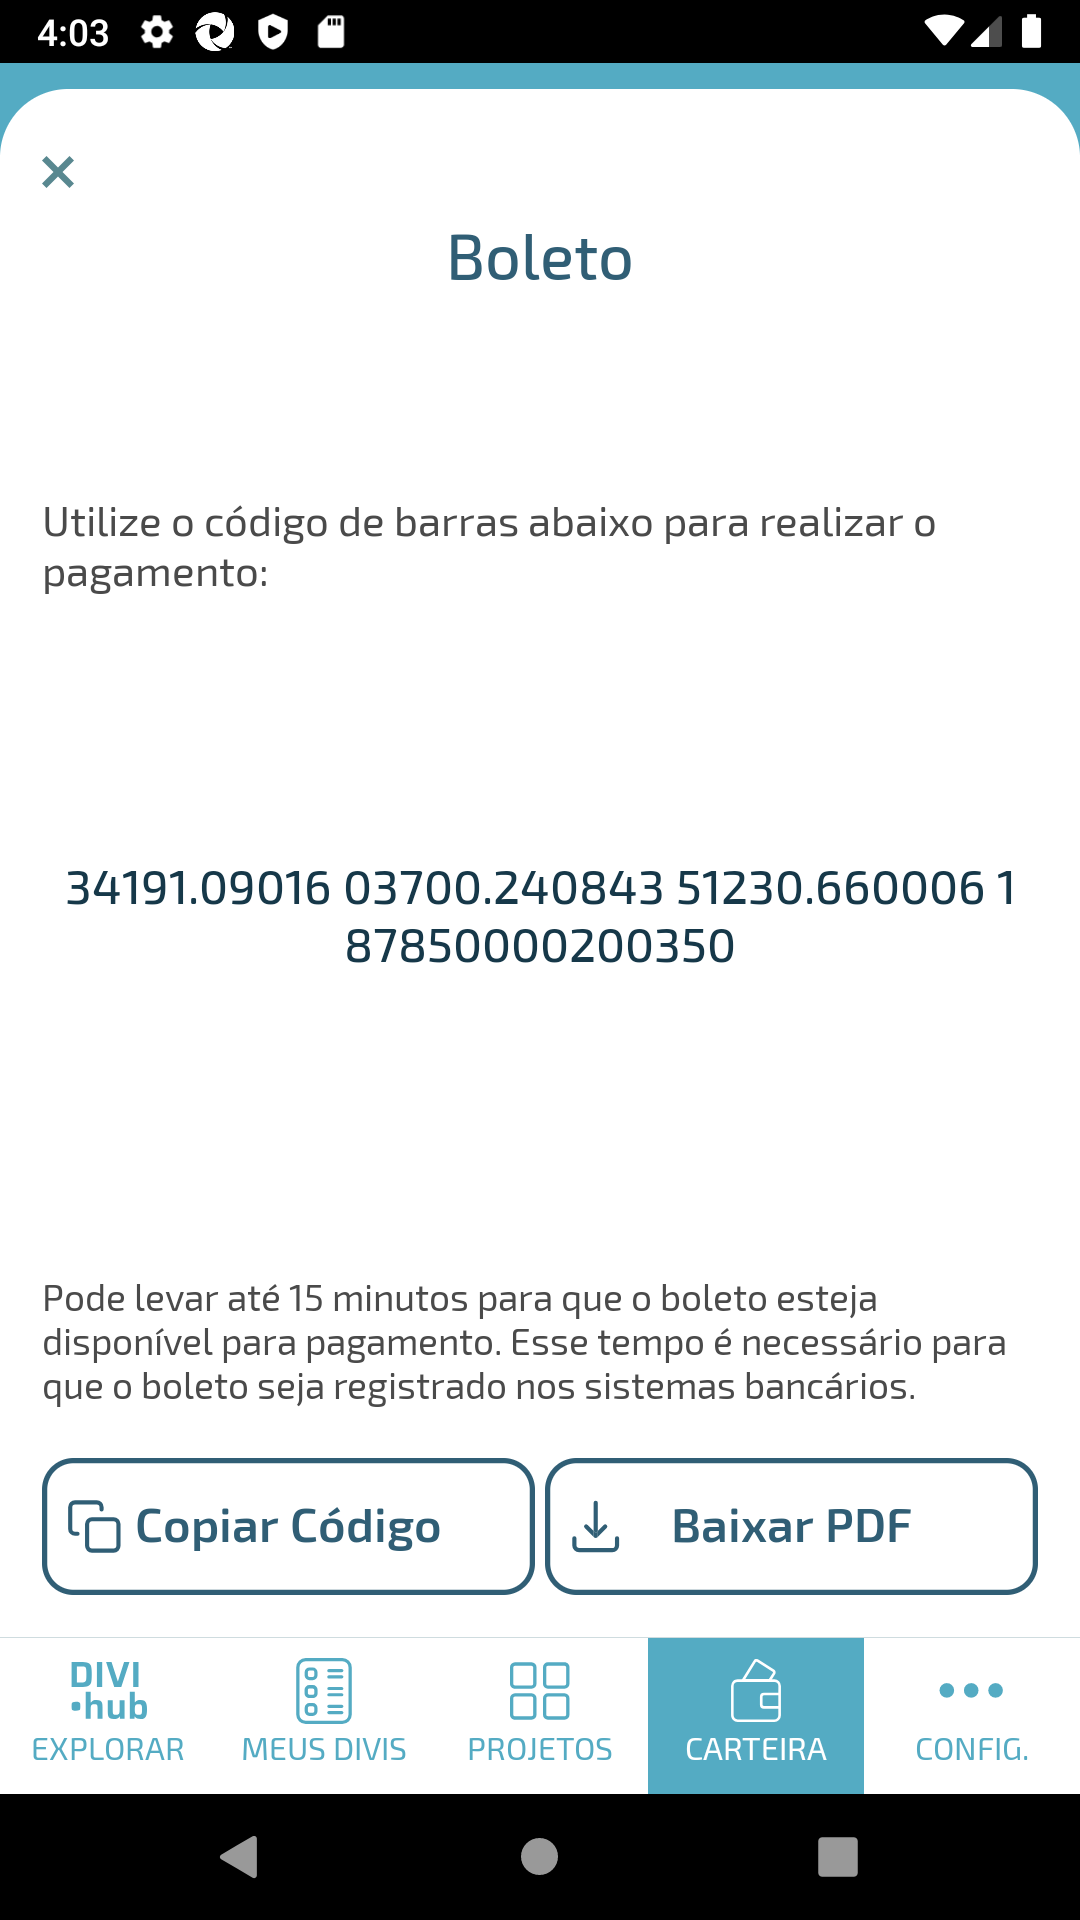 4:03
Boleto
Utilize o código de barras abaixo para realizar o
pagamento:
34191.09016 03700.240843 51230.660006 1
87850000200350
Pode levar até 15 minutos para que o boleto esteja
disponível para pagamento. Esse tempo é necessário para
que o boleto seja registrado nos sistemas bancários.
Copiar Código
Baixar PDF
DIVI
•hub
EXPLORAR
MEUS DIVIS
PROJETOS
CARTEIRA
CONFIG.